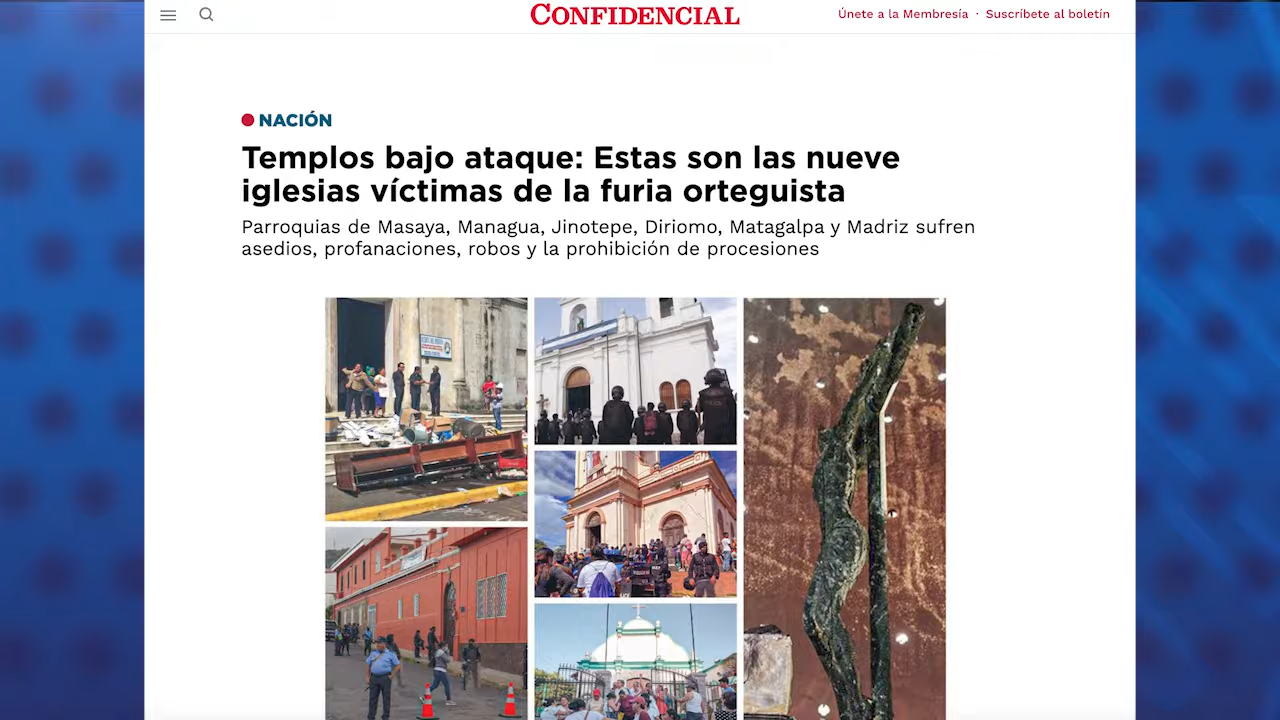 CONFIDENCIAL
Únete a la Membresía · Suscríbete al boletín
NACIÓN
Templos bajo ataque: Estas son las nueve
iglesias víctimas de la furia orteguista
Parroquias de Masaya, Managua, Jinotepe, Diriomo, Matagalpa y Madriz sufren
asedios, profanaciones, robos y la prohibición de procesiones